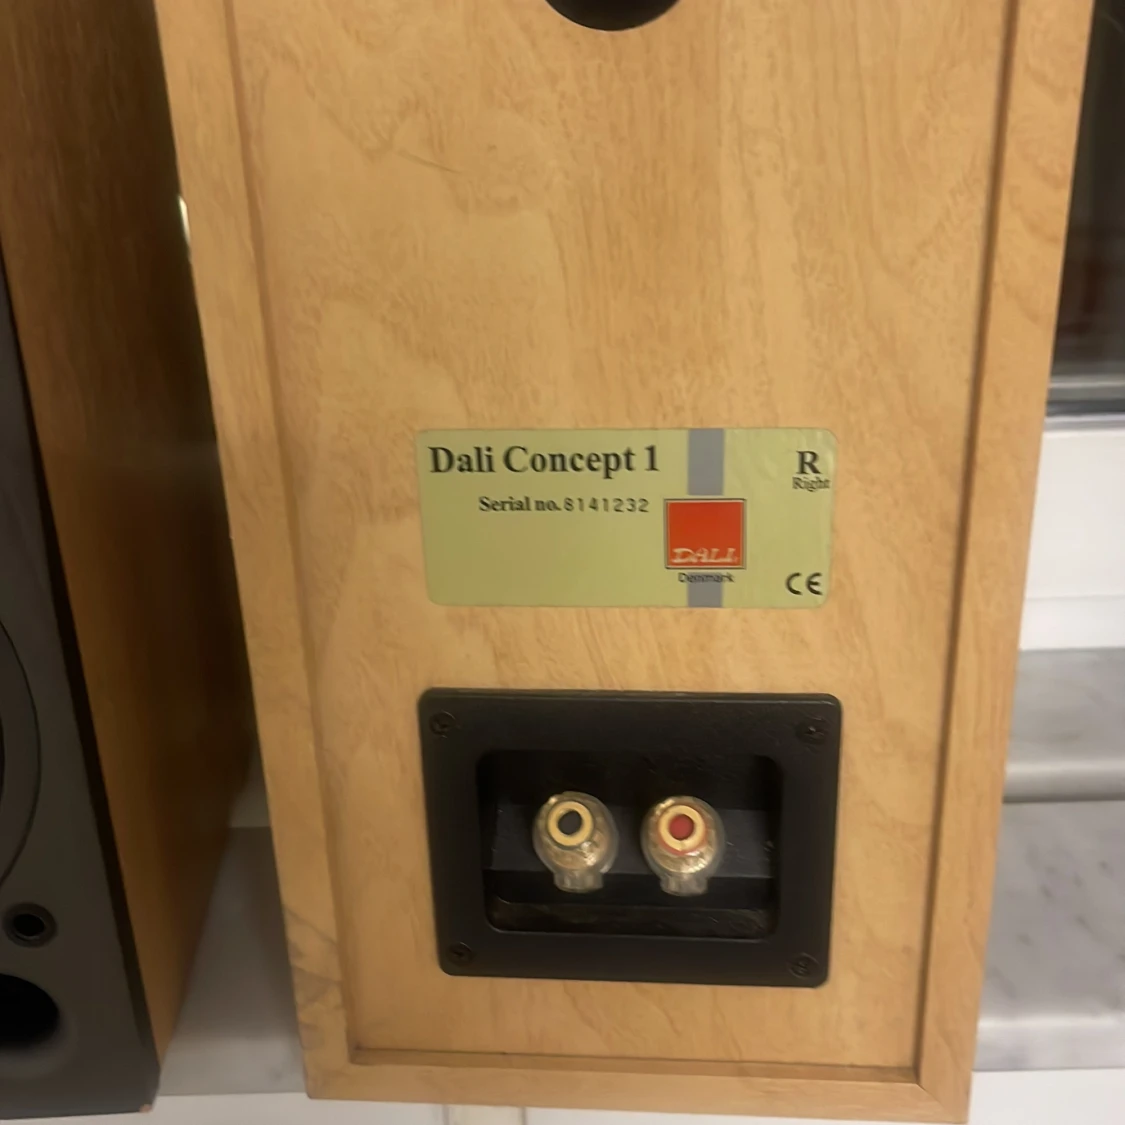 Dali Concept 1
R
Right
Serial no. 8141232
DALI
Denmark
CE